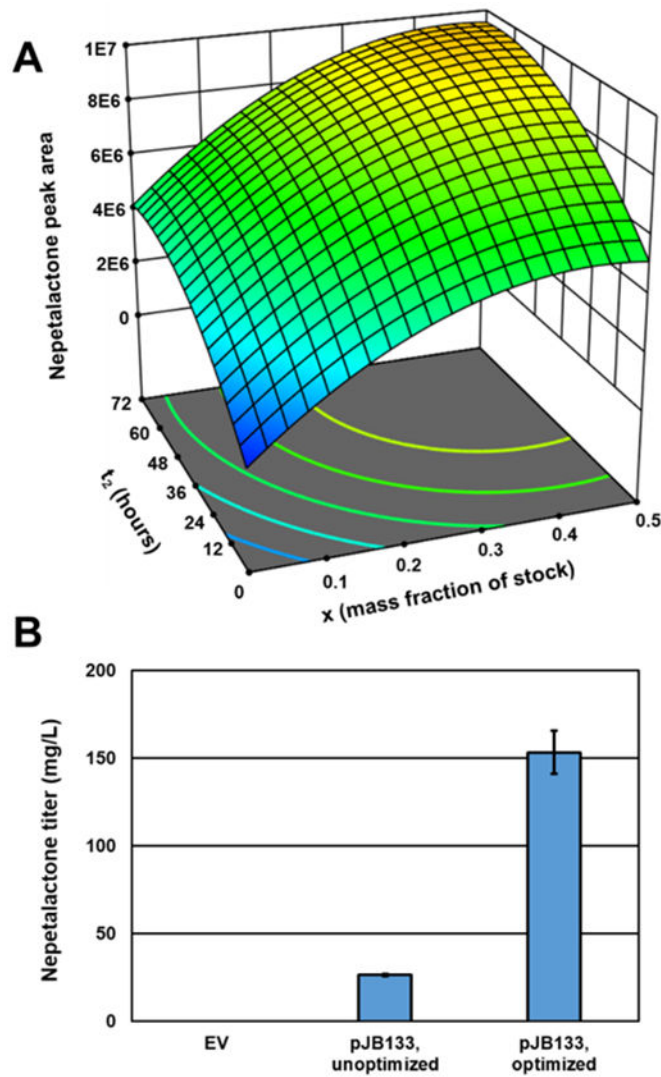 A
1E7
8E6
6E6
4E6
2E6
0
Nepetalactone peak area
72
60
48
36
24
12
0
t₂ (hours)
0.1
0.2
0.3
0.4
0.5
x (mass fraction of stock)
B
200
150
100
50
0
Nepetalactone titer (mg/L)
EV
pJB133,
unoptimized
pJB133,
optimized